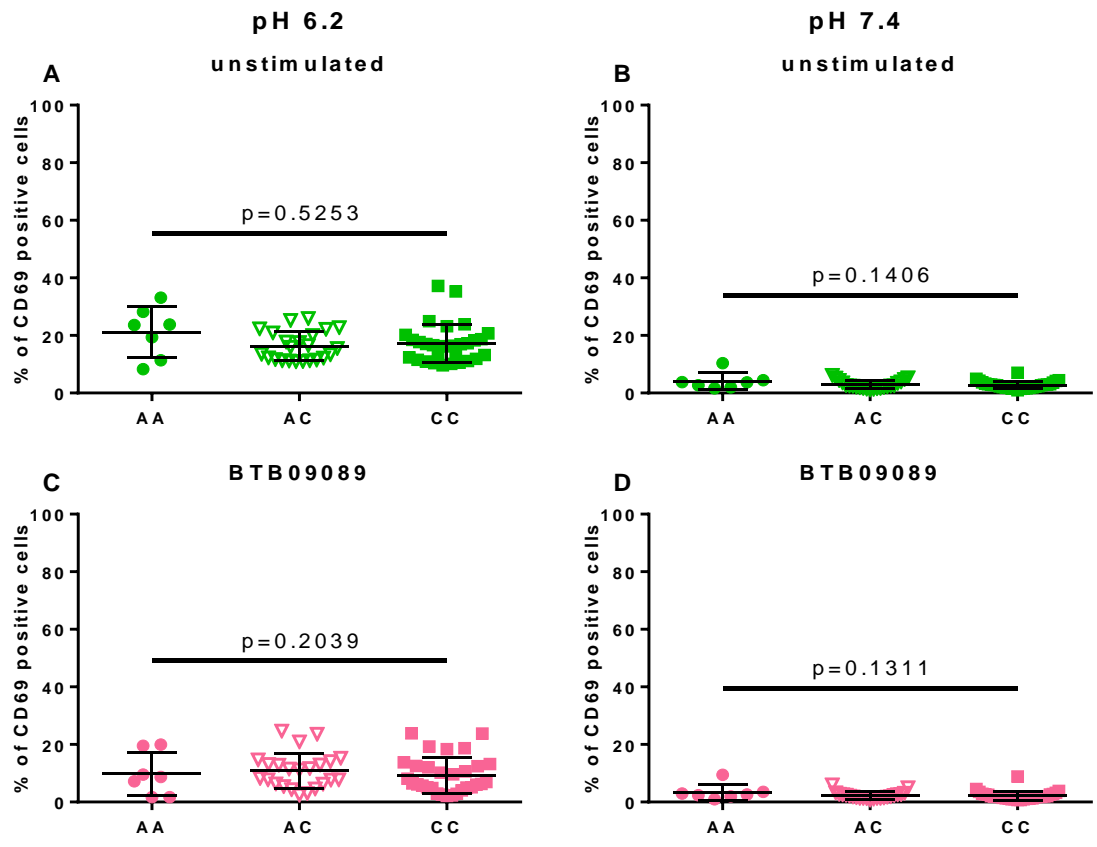 pH 6.2
pH 7.4
A
unstimulated
% of CD69 positive cells
100
80
60
40
20
0
p=0.5253
AA AC CC
B
unstimulated
% of CD69 positive cells
100
80
60
40
20
0
p=0.1406
AA AC CC
C
BTB09089
% of CD69 positive cells
100
80
60
40
20
0
p=0.2039
AA AC CC
D
BTB09089
% of CD69 positive cells
100
80
60
40
20
0
p=0.1311
AA AC CC